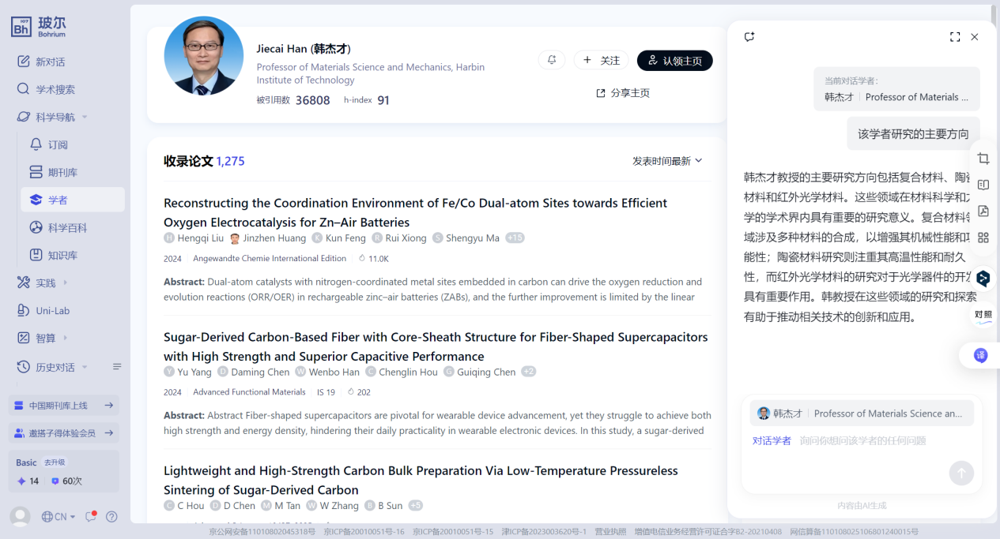 107
Bh
玻尔
Bohrium
新对话
学术搜索
科学导航
订阅
期刊库
学者
科学百科
知识库
实践
Uni-Lab
智算
历史对话
中国期刊库上线
邀搭子得体验会员
Basic 去升级
14 60次
CN
Jiecai Han (韩杰才)
Professor of Materials Science and Mechanics, Harbin
Institute of Technology
被引用数 36808 h-index 91
关注
认领主页
分享主页
收录论文 1,275
发表时间最新
Reconstructing the Coordination Environment of Fe/Co Dual-atom Sites towards Efficient
Oxygen Electrocatalysis for Zn–Air Batteries
H Hengqi Liu Jinzhen Huang K Kun Feng R Rui Xiong S Shengyu Ma +15
2024 Angewandte Chemie International Edition 11.0K
Abstract: Dual-atom catalysts with nitrogen-coordinated metal sites embedded in carbon can drive the oxygen reduction and
evolution reactions (ORR/OER) in rechargeable zinc–air batteries (ZABs), and the further improvement is limited by the linear
Sugar-Derived Carbon-Based Fiber with Core-Sheath Structure for Fiber-Shaped Supercapacitors
with High Strength and Superior Capacitive Performance
Y Yu Yang D Daming Chen W Wenbo Han C Chenglin Hou G Guiqing Chen +2
2024 Advanced Functional Materials IS 19 202
Abstract: Abstract Fiber-shaped supercapacitors are pivotal for wearable device advancement, yet they struggle to achieve both
high strength and energy density, hindering their daily practicality in wearable electronic devices. In this study, a sugar-derived
Lightweight and High-Strength Carbon Bulk Preparation Via Low-Temperature Pressureless
Sintering of Sugar-Derived Carbon
C C Hou D D Chen M M Tan W W Zhang B B Sun +5
当前对话学者：
韩杰才 Professor of Materials ...
该学者研究的主要方向
韩杰才教授的主要研究方向包括复合材料、陶瓷
材料和红外光学材料。这些领域在材料科学和力
学的学术界内具有重要的研究意义。复合材料领
域涉及多种材料的合成，以增强其机械性能和功
能性；陶瓷材料研究则注重其高温性能和耐久
性，而红外光学材料的研究对于光学器件的开发
具有重要作用。韩教授在这些领域的研究和探索
有助于推动相关技术的创新和应用。
对照
译
韩杰才 Professor of Materials Science an...
对话学者 询问你想问该学者的任何问题
内容由AI生成
京公网安备11010802045318号 京ICP备20010051号-16 京ICP备20010051号-15 津ICP备2023003620号-1 营业执照 增值电信业务经营许可证合字B2-20210408 网信算备110108025106801240015号